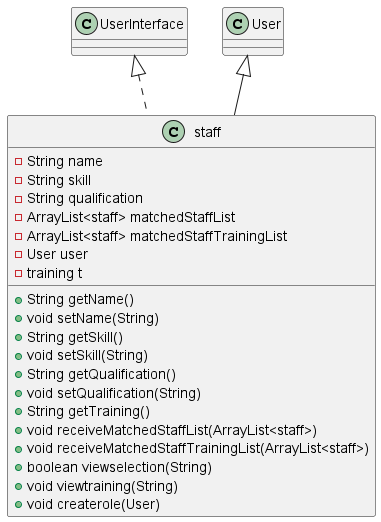 C UserInterface
C User
C staff
String name
String skill
String qualification
ArrayList<staff> matchedStaffList
ArrayList<staff> matchedStaffTrainingList
User user
training t
String getName()
void setName(String)
String getSkill()
void setSkill(String)
String getQualification()
void setQualification(String)
String getTraining()
void receiveMatchedStaffList(ArrayList<staff>)
void receiveMatchedStaffTrainingList(ArrayList<staff>)
boolean viewselection(String)
void viewtraining(String)
void createrole(User)